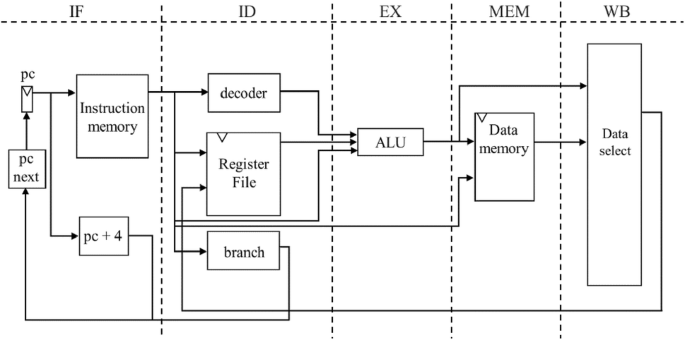 IF
ID
EX
MEM
WB
pc
Instruction
memory
pc
next
pc + 4
decoder
Register
File
branch
ALU
Data
memory
Data
select